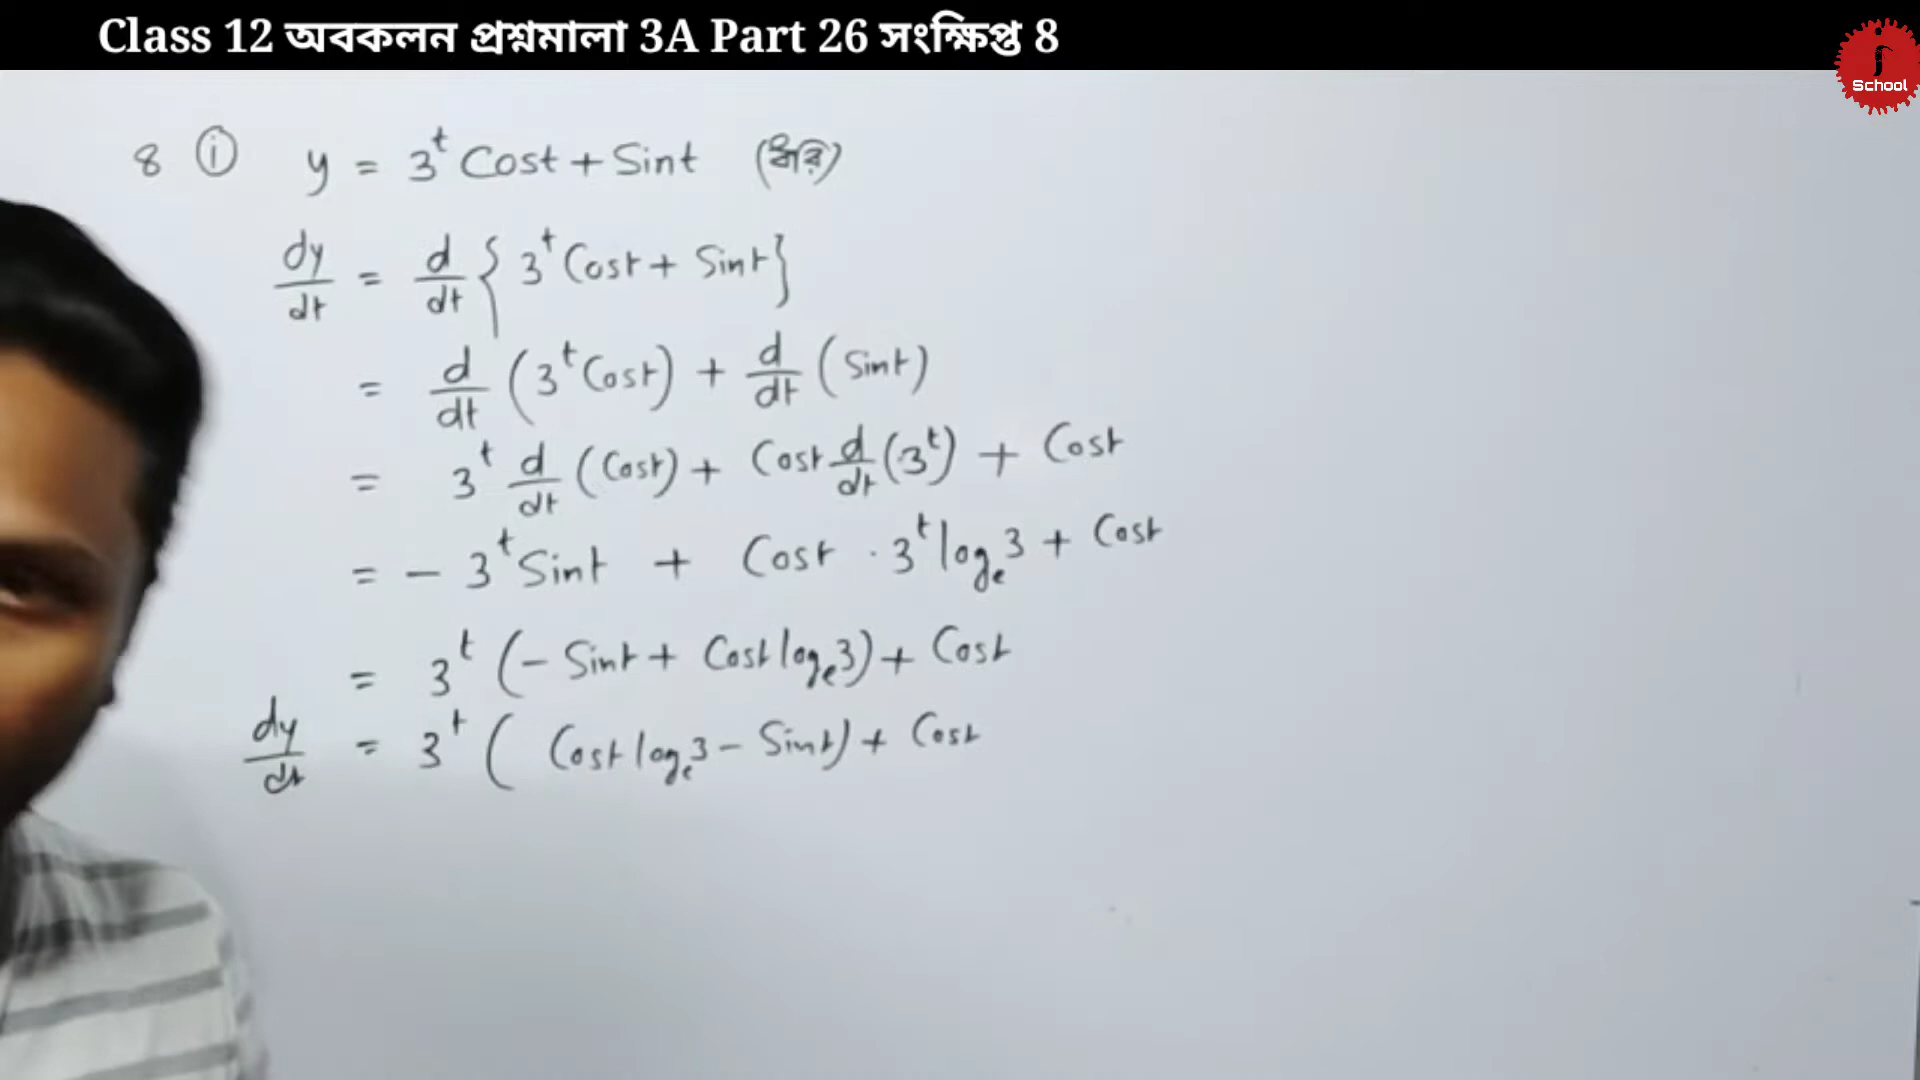 Class 12 অবকলন প্রশ্নমালা 3A Part 26 সংক্ষিপ্ত 8
School
8 (i) y = 3^t Cost + Sint (ধরি)
dy/dt = d/dt { 3^t Cost + Sint }
= d/dt (3^t Cost) + d/dt (Sint)
= 3^t d/dt (Cost) + Cost d/dt (3^t) + Cost
= - 3^t Sint + Cost · 3^t log_e 3 + Cost
= 3^t (- Sint + Cost log_e 3) + Cost
dy/dt = 3^t ( Cost log_e 3 - Sint) + Cost